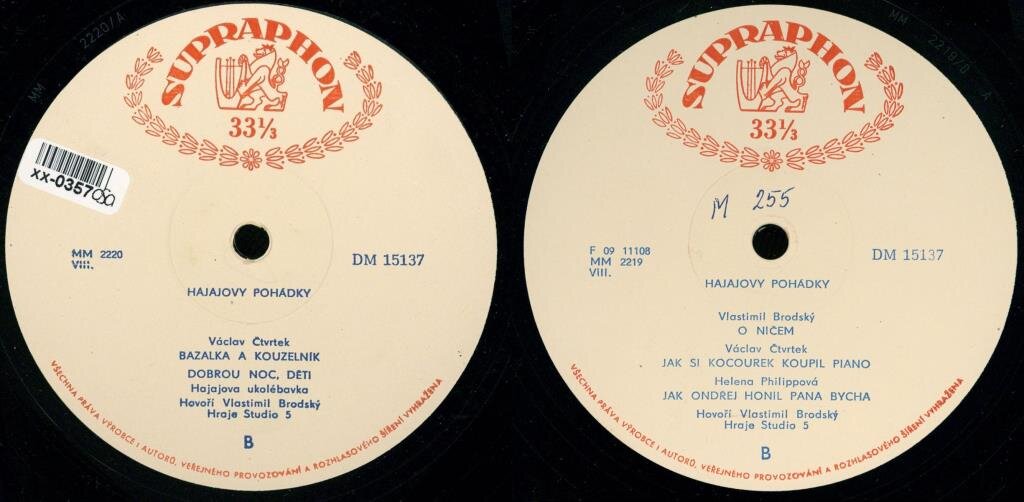 MM 2220/A
SUPRAPHON
33⅓
xx-0357
MM 2220
VIII.
DM 15137
HAJAJOVY POHÁDKY
Václav Čtvrtek
BAZALKA A KOUZELNÍK
DOBROU NOC, DĚTI
Hajajova ukolébavka
Hovoří Vlastimil Brodský
Hraje Studio 5
B
VŠECHNA PRÁVA VÝROBCE I AUTORŮ, VEŘEJNÉHO PROVOZOVÁNÍ A ROZHLASOVÉHO ŠÍŘENÍ VYHRAŽENA
MM 2219/D A
SUPRAPHON
33⅓
M 255
F 09 11108
MM 2219
VIII.
DM 15137
HAJAJOVY POHÁDKY
Vlastimil Brodský
O NIČEM
Václav Čtvrtek
JAK SI KOCOUREK KOUPIL PIANO
Helena Philippová
JAK ONDREJ HONIL PANA BYCHA
Hovoří Vlastimil Brodský
Hraje Studio 5
B
VŠECHNA PRÁVA VÝROBCE I AUTORŮ, VEŘEJNÉHO PROVOZOVÁNÍ A ROZHLASOVÉHO ŠÍŘENÍ VYHRAŽENA